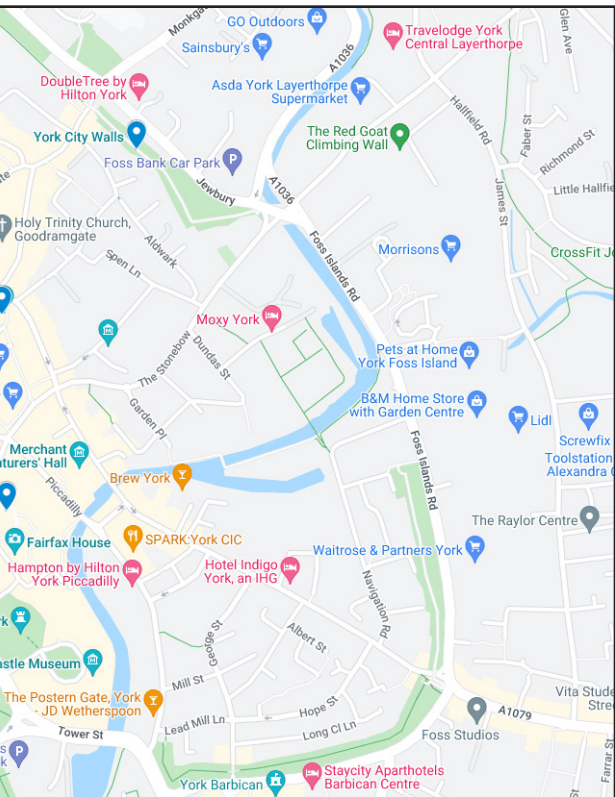 Monkga
GO Outdoors
Sainsbury's
A1036
Travelodge York
Central Layerthorpe
Glen Ave
DoubleTree by
Hilton York
Asda York Layerthorpe
Supermarket
Hallfield Rd
Faber St
York City Walls
The Red Goat
Climbing Wall
Richmond St
Foss Bank Car Park
P
Jewbury
A1036
James St
Little Hallfie
Holy Trinity Church,
Goodramgate
Aldwark
Spen Ln
Foss Islands Rd
Morrisons
CrossFit Jo
Moxy York
The Stonebow
Dundas St
Pets at Home
York Foss Island
B&M Home Store
with Garden Centre
Garden Pl
Lidl
Screwfix
Foss Islands Rd
Merchant
nturers' Hall
Toolstation
Alexandra
Brew York
Piccadilly
The Raylor Centre
SPARK:York CIC
Fairfax House
Waitrose & Partners York
Hampton by Hilton
York Piccadilly
Hotel Indigo
York, an IHG
Navigation Rd
rk
George St
Albert St
astle Museum
Mill St
The Postern Gate, York
- JD Wetherspoon
Hope St
Vita Stude
Stree
A1079
Lead Mill Ln
Long Cl Ln
Foss Studios
Tower St
P
York Barbican
Staycity Aparthotels
Barbican Centre
Farrar St